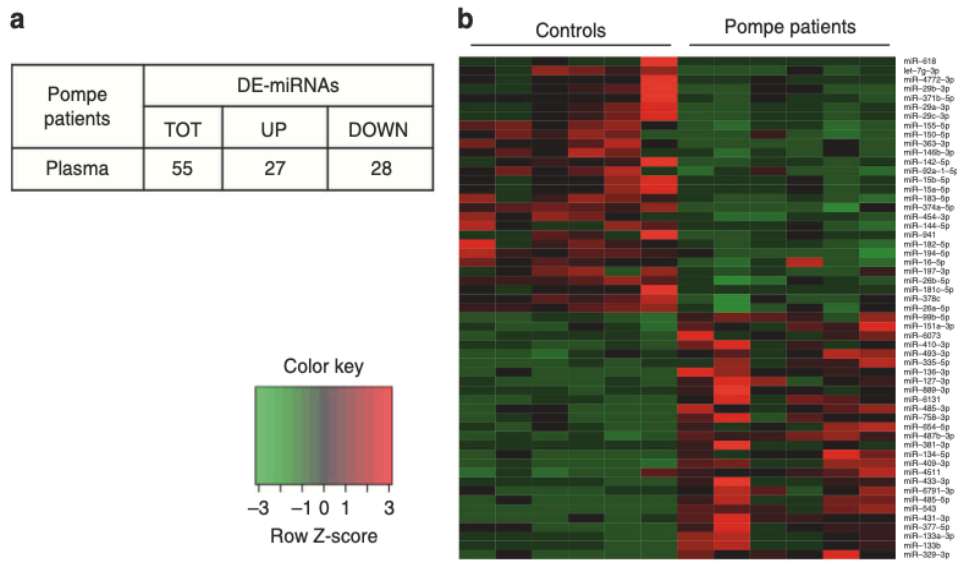 a
Pompe patients
DE-miRNAs
TOT
UP
DOWN
Plasma
55
27
28
Color key
−3
−1
0
1
3
Row Z-score
b
Controls
Pompe patients
miR−618
let−7g−3p
miR−4772−3p
miR−29b−3p
miR−371b−5p
miR−29a−3p
miR−29c−3p
miR−155−5p
miR−150−5p
miR−363−3p
miR−146b−3p
miR−142−5p
miR−92a−1−5p
miR−15b−5p
miR−15a−5p
miR−183−5p
miR−374a−5p
miR−454−3p
miR−144−5p
miR−941
miR−182−5p
miR−194−5p
miR−16−5p
miR−197−3p
miR−26b−5p
miR−181c−5p
miR−378c
miR−26a−5p
miR−99b−5p
miR−151a−3p
miR−6073
miR−410−3p
miR−493−3p
miR−335−5p
miR−136−3p
miR−127−3p
miR−889−3p
miR−6131
miR−485−3p
miR−758−3p
miR−654−5p
miR−487b−3p
miR−381−3p
miR−134−5p
miR−409−3p
miR−4511
miR−433−3p
miR−6791−3p
miR−485−5p
miR−543
miR−431−3p
miR−377−5p
miR−133a−3p
miR−133b
miR−329−3p